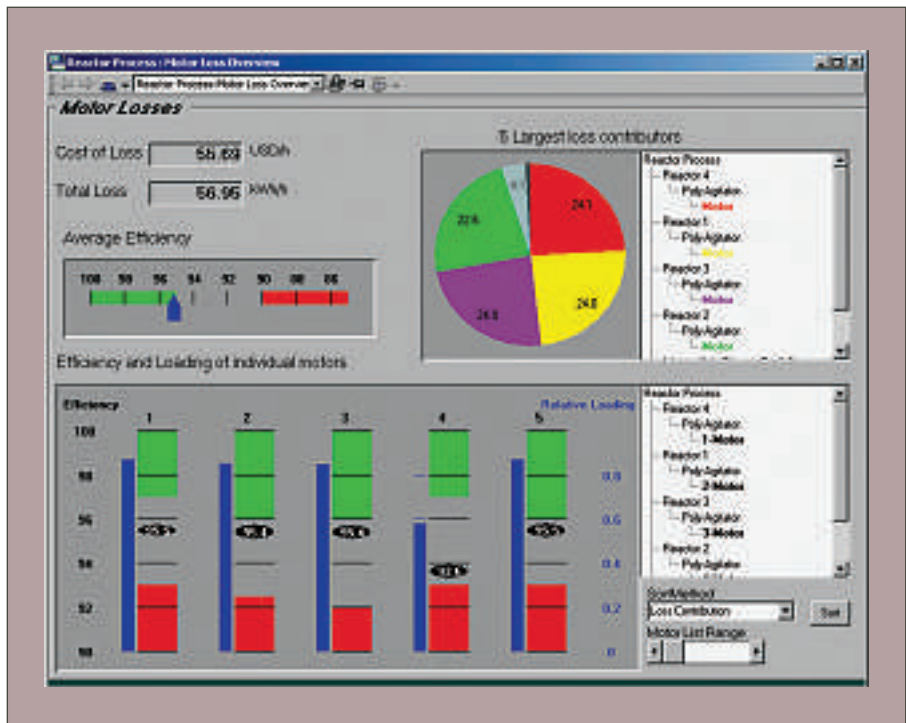 Reactor Process : Motor Loss Overview
Reactor Process Motor Loss Overview
Motor Losses
Cost of Loss USD/h
Total Loss 56.95 kWh/h
Average Efficiency
100 98 96 94 92 90 88 86
5 Largest loss contributors
24.1
24.0
24.0
22.6
Reactor Process
Reactor 4
Poly Agitator
Motor
Reactor 1
Poly Agitator
Motor
Reactor 3
Poly Agitator
Motor
Reactor 2
Poly Agitator
Motor
Efficiency and Loading of individual motors
Efficiency
Relative Loading
1 2 3 4 5
100
98 0.8
96 0.6
94 0.4
92 0.2
90 0
Reactor Process
Reactor 4
Poly Agitator
1-Motor
Reactor 1
Poly Agitator
2-Motor
Reactor 3
Poly Agitator
3-Motor
Reactor 2
Poly Agitator
SortMethod
Loss Contribution
Sort
Motor List Range